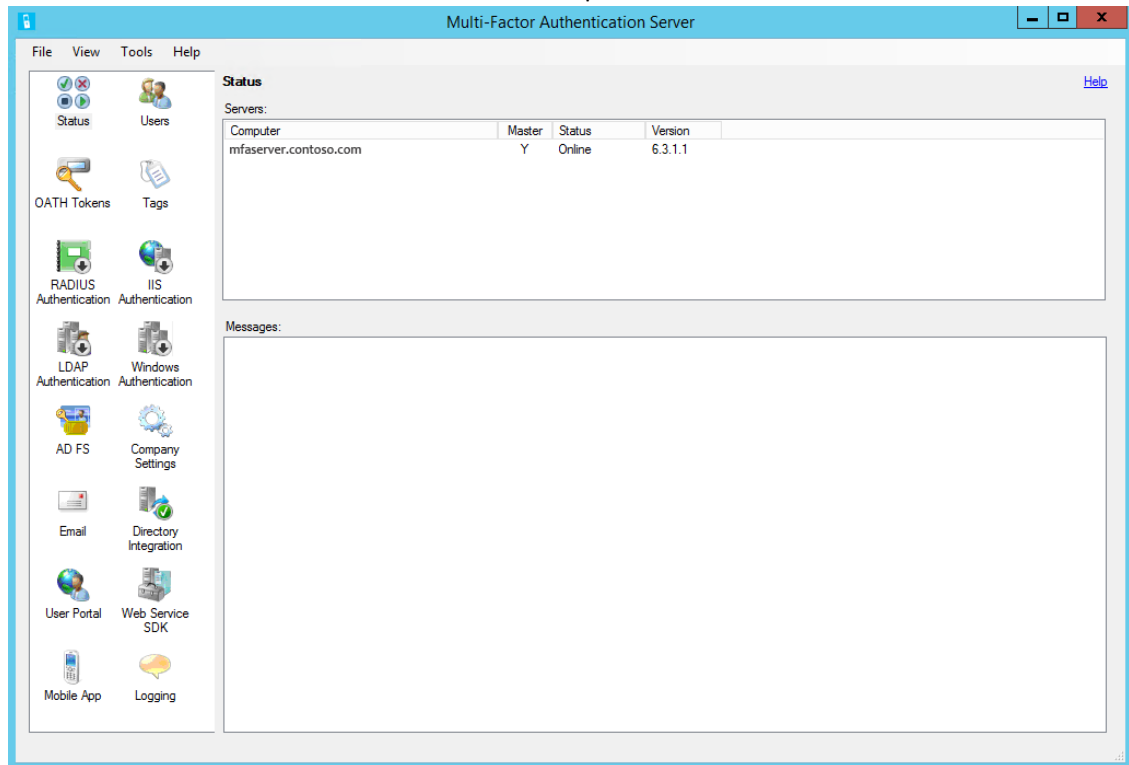 Multi-Factor Authentication Server
File View Tools Help
Status Users
OATH Tokens Tags
RADIUS Authentication IIS Authentication
LDAP Authentication Windows Authentication
AD FS Company Settings
Email Directory Integration
User Portal Web Service SDK
Mobile App Logging
Status Help
Servers:
Computer Master Status Version
mfaserver.contoso.com Y Online 6.3.1.1
Messages: